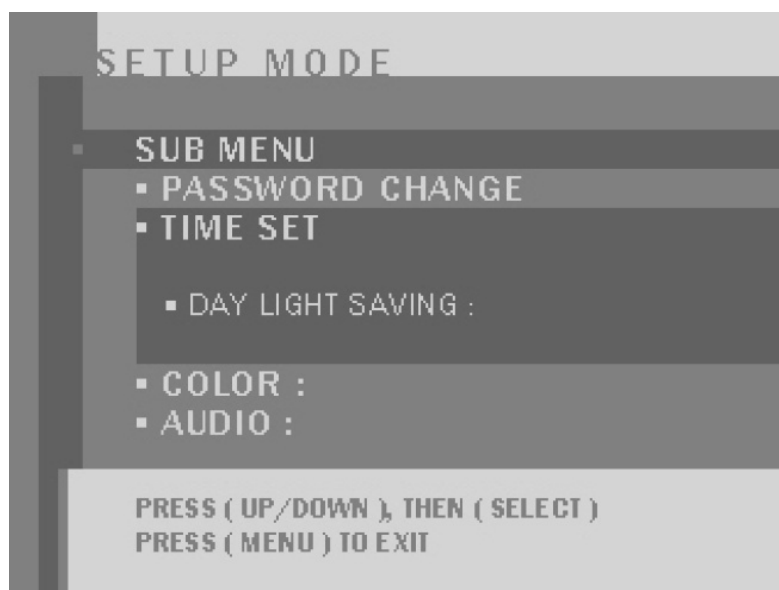 SETUP MODE
SUB MENU
▪ PASSWORD CHANGE
▪ TIME SET
▪ DAY LIGHT SAVING :
▪ COLOR :
▪ AUDIO :
PRESS ( UP/DOWN ), THEN ( SELECT )
PRESS ( MENU ) TO EXIT